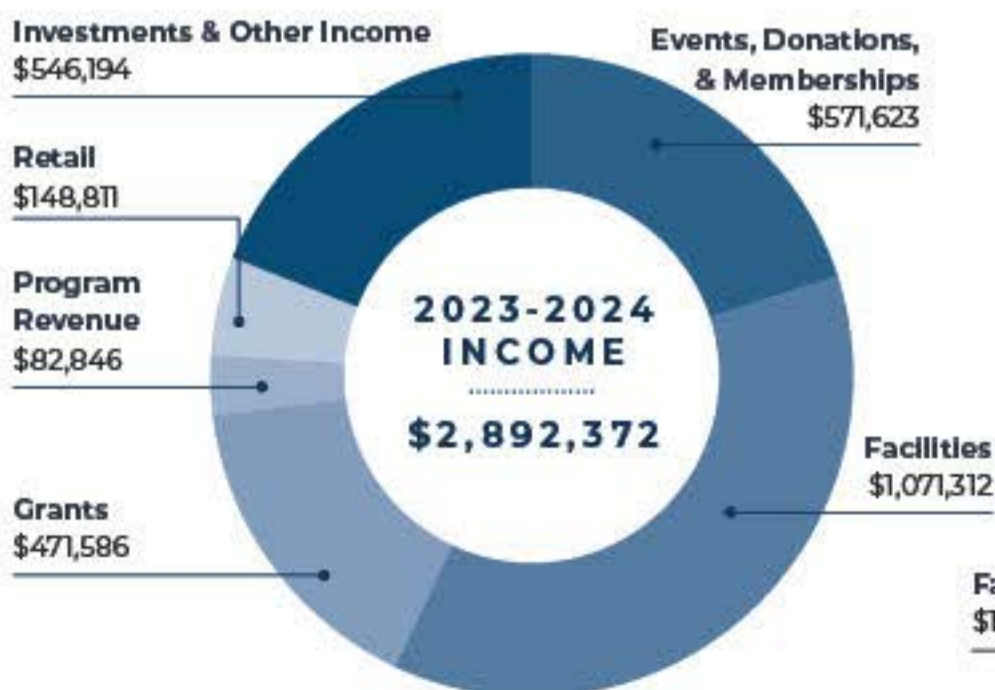 Investments & Other Income
$546,194
Events, Donations,
& Memberships
$571,623
Retail
$148,811
Program
Revenue
$82,846
2023-2024
INCOME
$2,892,372
Facilities
$1,071,312
Grants
$471,586